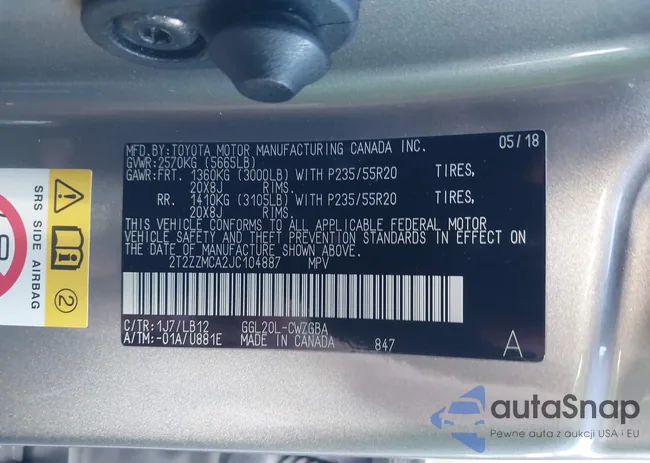 MFD.BY:TOYOTA MOTOR MANUFACTURING CANADA INC. 05/18
GVWR:2570KG (5665LB)
GAWR:FRT. 1360KG (3000LB) WITH P235/55R20 TIRES,
20X8J RIMS.
RR. 1410KG (3105LB) WITH P235/55R20 TIRES,
20X8J RIMS.
THIS VEHICLE CONFORMS TO ALL APPLICABLE FEDERAL MOTOR
VEHICLE SAFETY AND THEFT PREVENTION STANDARDS IN EFFECT ON
THE DATE OF MANUFACTURE SHOWN ABOVE.
2T2ZZMCA2JC104887 MPV
C/TR:1J7/LB12 GGL20L-CWZGBA
A/TM:-01A/U881E MADE IN CANADA 847 A
SRS SIDE AIRBAG
2
autaSnap
Pewne auta z aukcji USA i EU